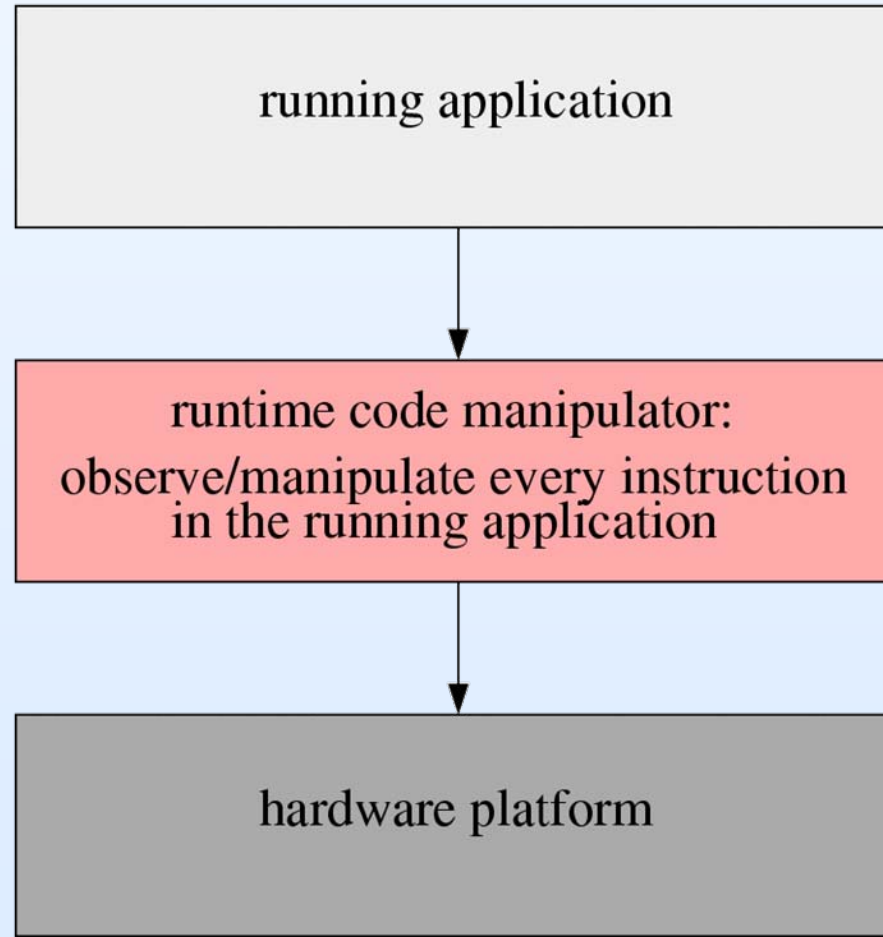 running application
runtime code manipulator:
observe/manipulate every instruction
in the running application
hardware platform